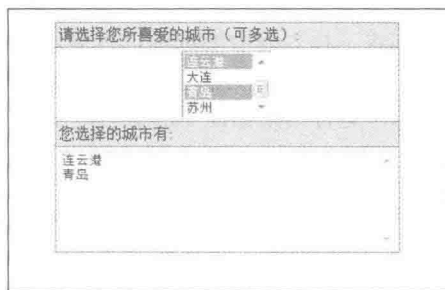 请选择您所喜爱的城市（可多选）:
连云港
大连
青岛
苏州
您选择的城市有:
连云港
青岛